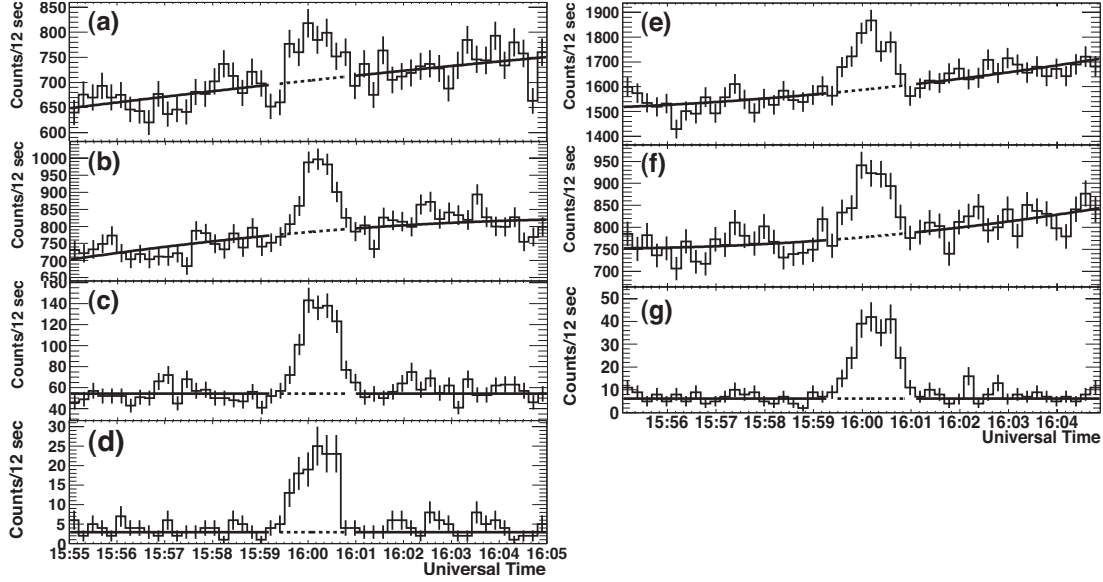 Counts/12 sec
(a)
850
800
750
700
650
600
Counts/12 sec
(b)
1000
950
900
850
800
750
700
650
Counts/12 sec
(c)
160
140
120
100
80
60
40
Counts/12 sec
(d)
30
25
20
15
10
5
0
15:55 15:56 15:57 15:58 15:59 16:00 16:01 16:02 16:03 16:04 16:05
Universal Time
Counts/12 sec
(e)
1900
1800
1700
1600
1500
1400
Counts/12 sec
(f)
950
900
850
800
750
700
Counts/12 sec
(g)
50
40
30
20
10
0
15:56 15:57 15:58 15:59 16:00 16:01 16:02 16:03 16:04
Universal Time